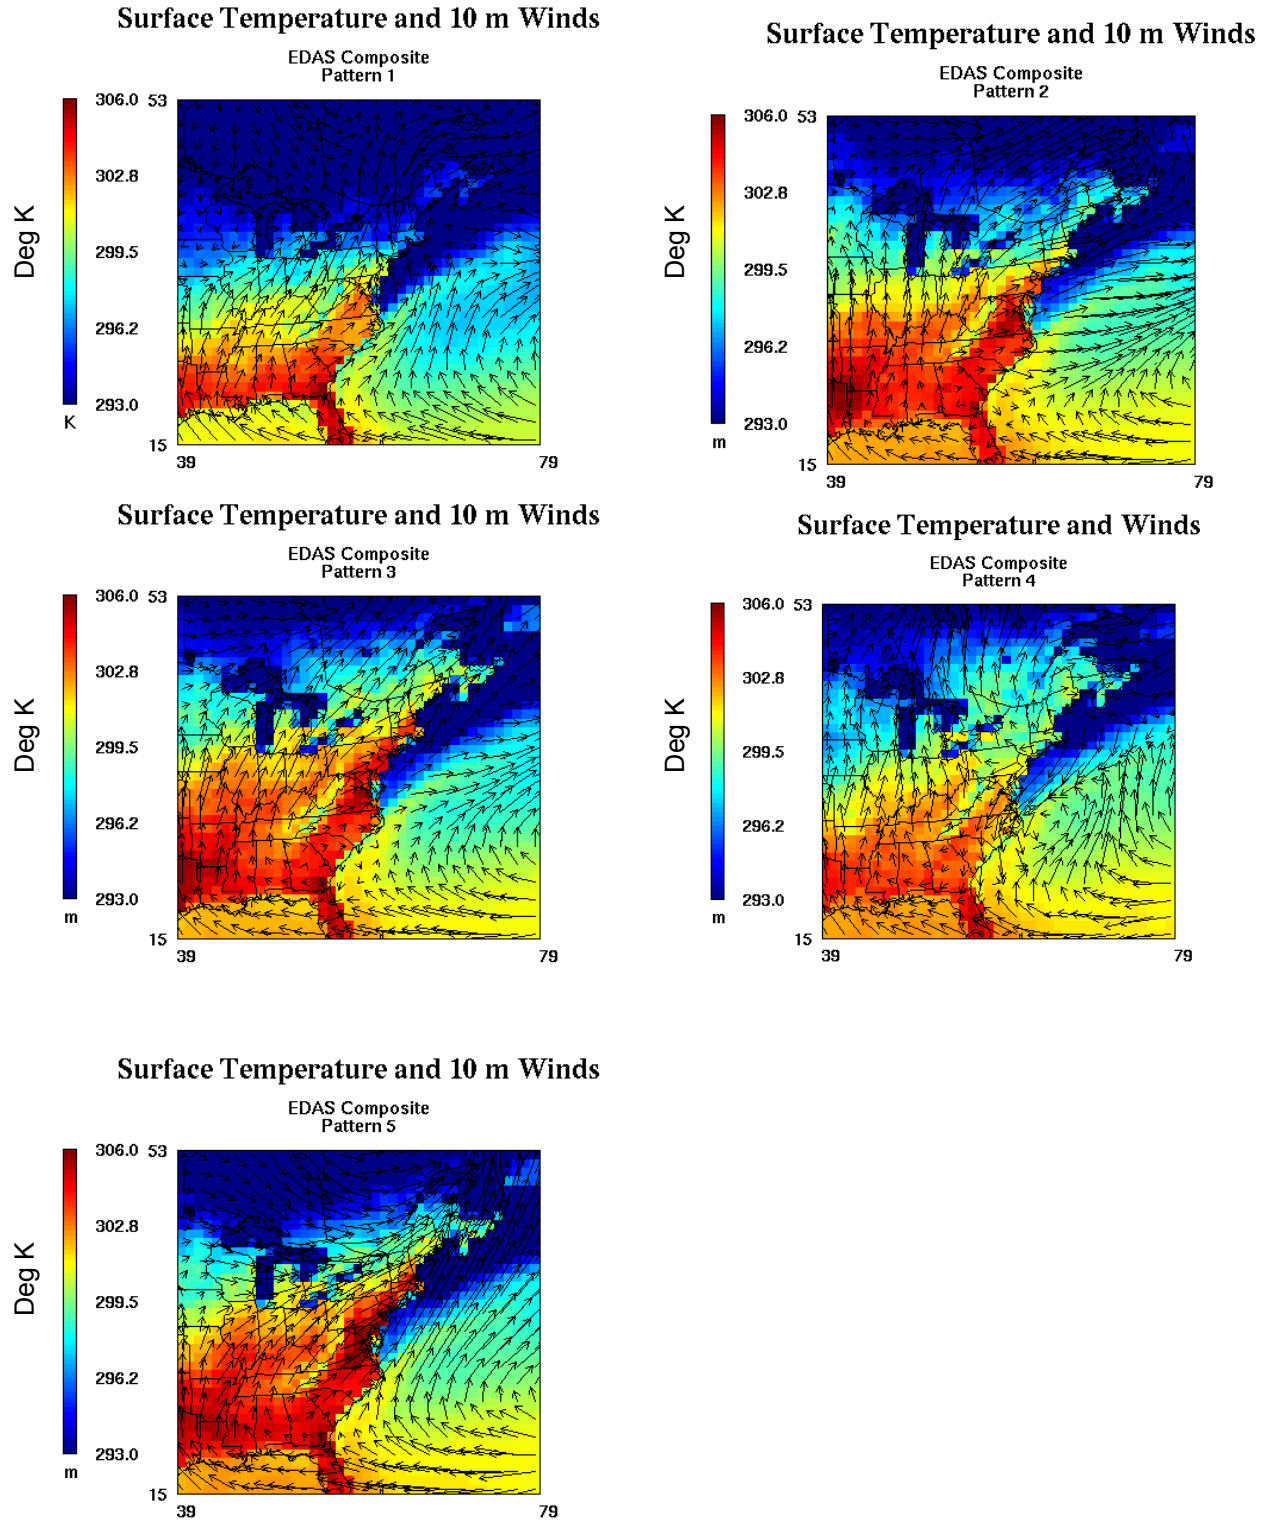 Surface Temperature and 10 m Winds
EDAS Composite
Pattern 1
306.0
302.8
299.5
296.2
293.0
K
Deg K
53
15
39
79
Surface Temperature and 10 m Winds
EDAS Composite
Pattern 2
306.0
302.8
299.5
296.2
293.0
m
Deg K
53
15
39
79
Surface Temperature and 10 m Winds
EDAS Composite
Pattern 3
306.0
302.8
299.5
296.2
293.0
m
Deg K
53
15
39
79
Surface Temperature and Winds
EDAS Composite
Pattern 4
306.0
302.8
299.5
296.2
293.0
m
Deg K
53
15
39
79
Surface Temperature and 10 m Winds
EDAS Composite
Pattern 5
306.0
302.8
299.5
296.2
293.0
m
Deg K
53
15
39
79